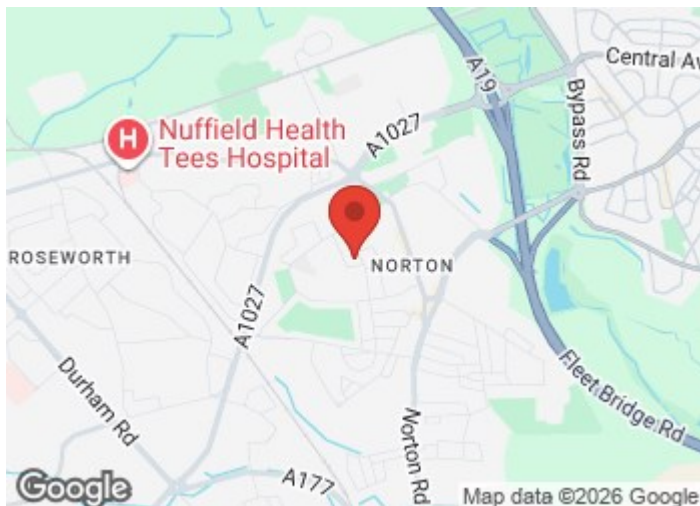 Central Av
A19
Bypass Rd
A1027
H
Nuffield Health
Tees Hospital
ROSEWORTH
NORTON
A1027
Durham Rd
Fleet Bridge Rd
Norton Rd
A177
Google
Map data ©2026 Google